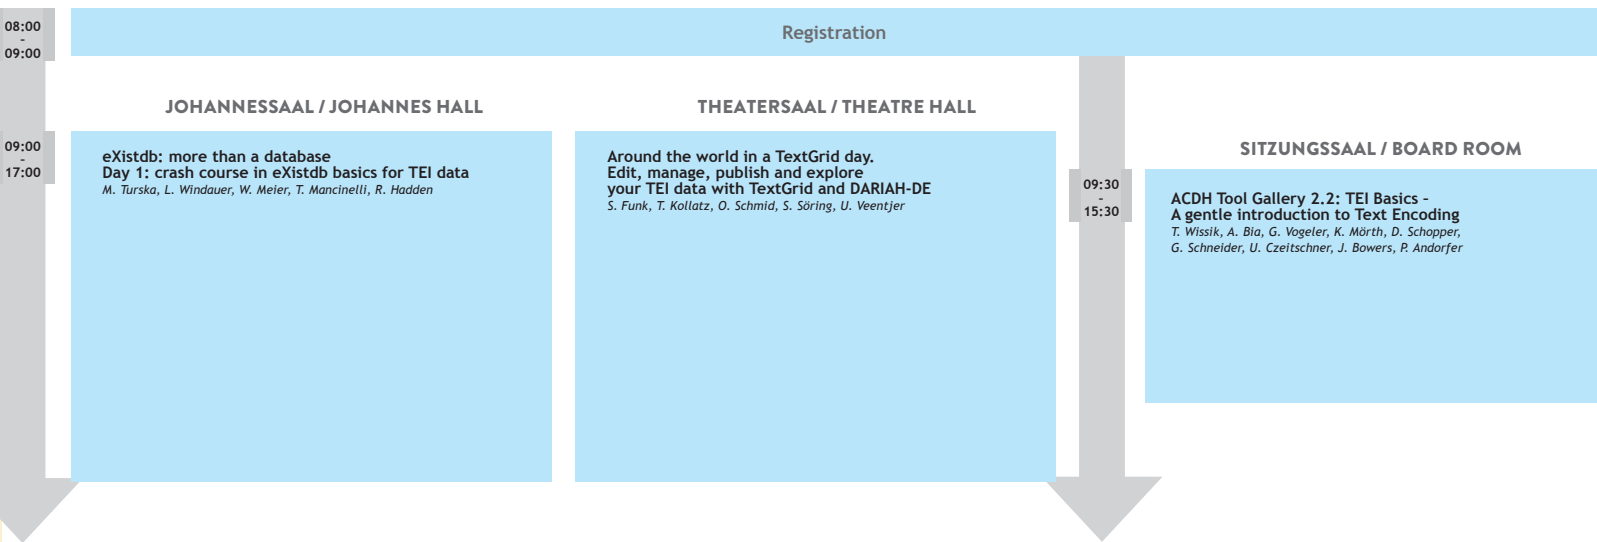 08:00
-
09:00
Registration
JOHANNESSAAL / JOHANNES HALL
THEATERSAAL / THEATRE HALL
09:00
-
17:00
eXistdb: more than a database
Day 1: crash course in eXistdb basics for TEI data
M. Turska, L. Windauer, W. Meier, T. Mancinelli, R. Hadden
Around the world in a TextGrid day.
Edit, manage, publish and explore
your TEI data with TextGrid and DARIAH-DE
S. Funk, T. Kollatz, O. Schmid, S. Söring, U. Veentjer
SITZUNGSSAAL / BOARD ROOM
09:30
-
15:30
ACDH Tool Gallery 2.2: TEI Basics –
A gentle introduction to Text Encoding
T. Wissik, A. Bia, G. Vogeler, K. Mörth, D. Schopper,
G. Schneider, U. Czeitschner, J. Bowers, P. Andorfer